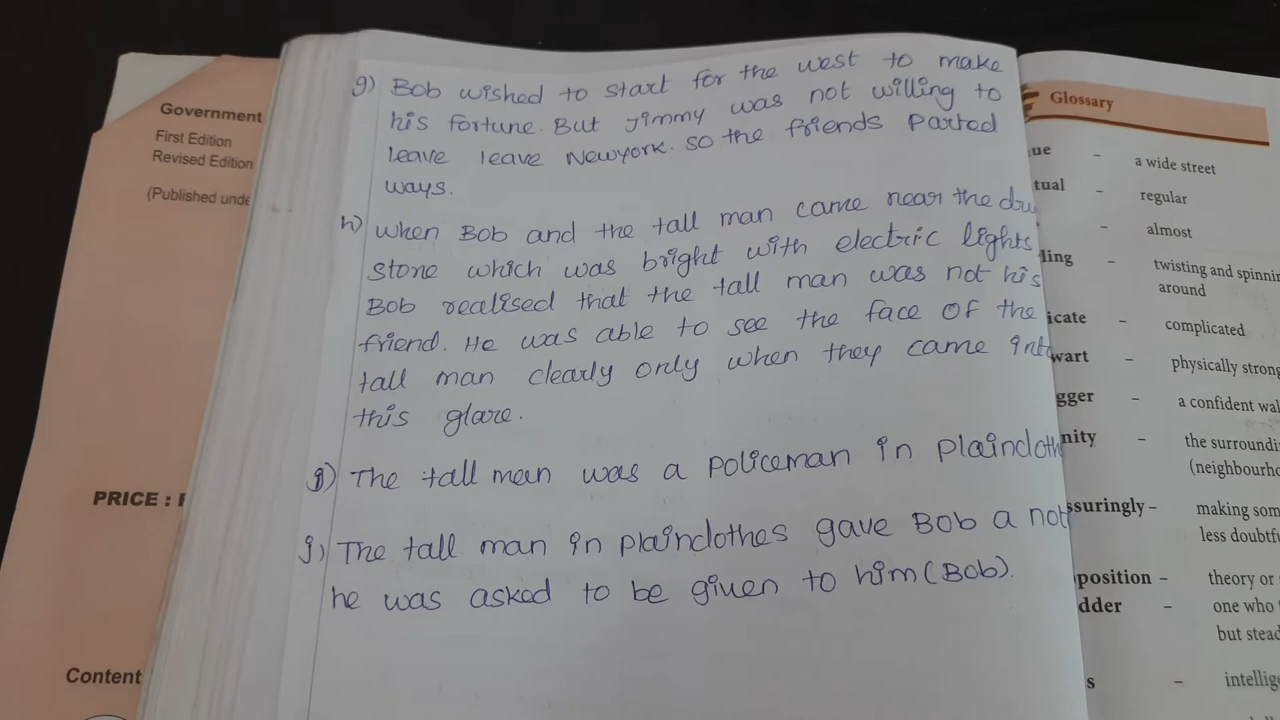 Government
First Edition
Revised Edition
(Published unde
PRICE :
Content
g) Bob wished to start for the west to make
his fortune. But Jimmy was not willing to
leave leave Newyork. so the friends Parted
ways.
h) when Bob and the tall man came near the dru
store which was bright with electric lights
Bob realised that the tall man was not his
friend. He was able to see the face of the
tall man clearly only when they came into
this glare.
i) The tall man was a policeman in plaincloth
j) The tall man in plainclothes gave Bob a not
he was asked to be given to him (Bob).
Glossary
ue – a wide street
tual – regular
– almost
ling – twisting and spinnin
around
icate – complicated
wart – physically strong
gger – a confident wal
nity – the surroundi
(neighbourho
ssuringly – making som
less doubtfu
position – theory or
dder – one who
but stead
s – intellige